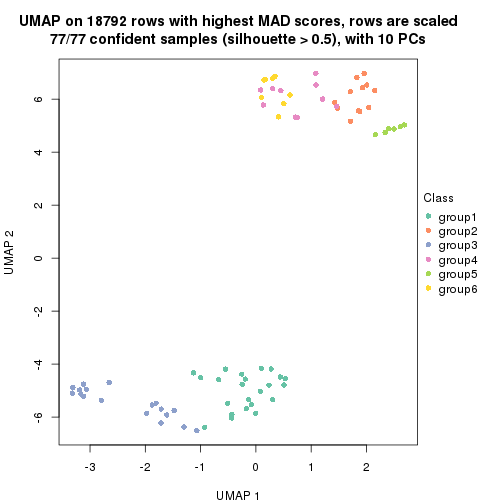 UMAP on 18792 rows with highest MAD scores, rows are scaled
77/77 confident samples (silhouette > 0.5), with 10 PCs
UMAP 2
6
4
2
0
-2
-4
-6
-3
-2
-1
0
1
2
UMAP 1
Class
group1
group2
group3
group4
group5
group6